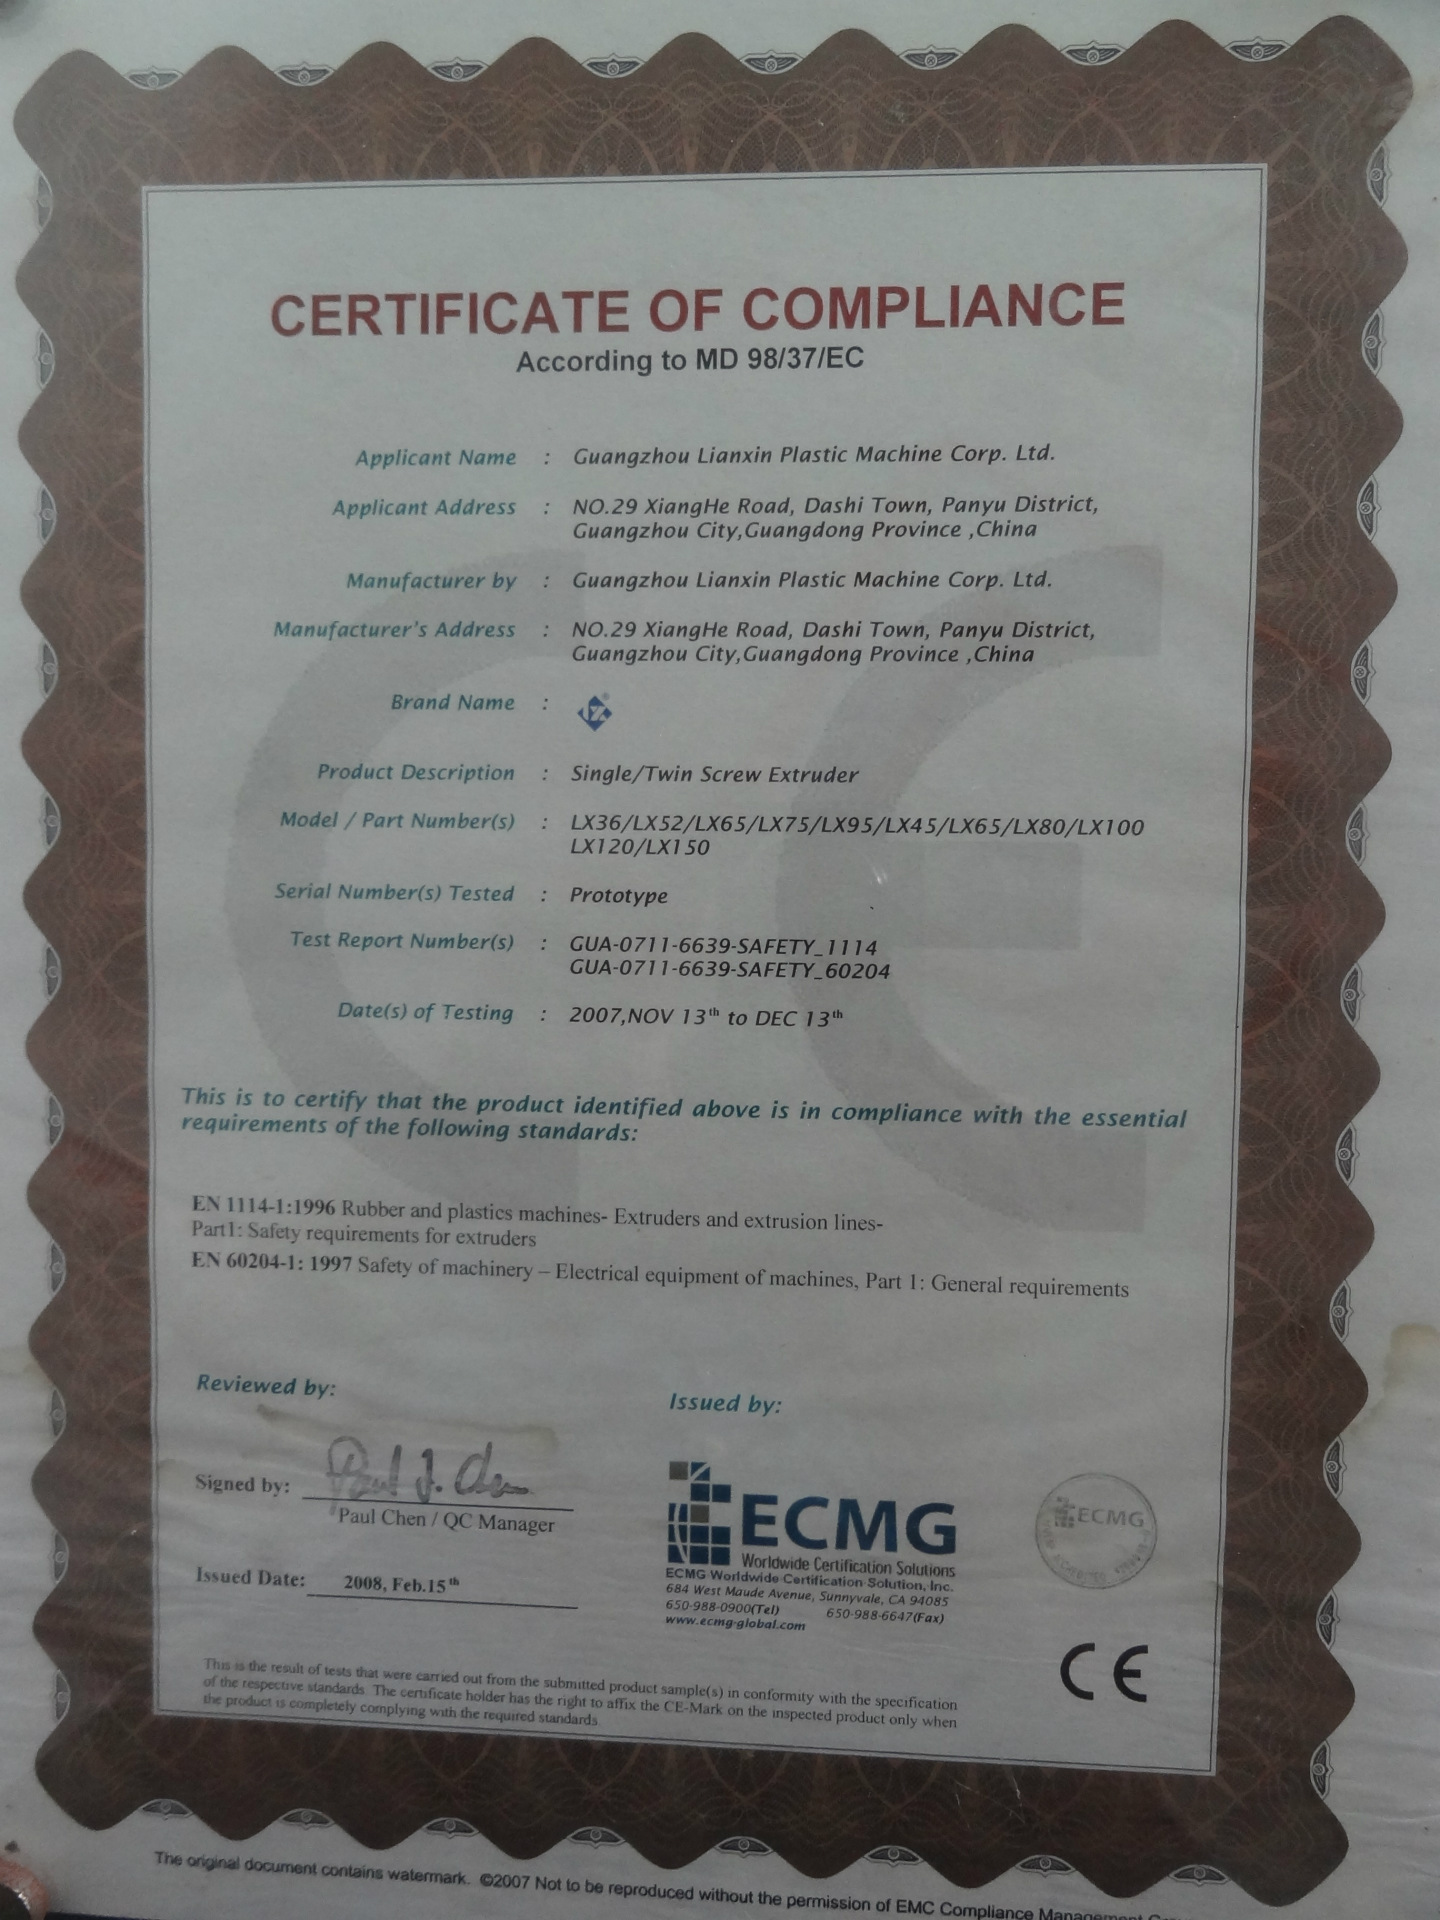 CERTIFICATE OF COMPLIANCE
According to MD 98/37/EC
Applicant Name : Guangzhou Lianxin Plastic Machine Corp. Ltd.
Applicant Address : NO.29 XiangHe Road, Dashi Town, Panyu District,
Guangzhou City,Guangdong Province ,China
Manufacturer by : Guangzhou Lianxin Plastic Machine Corp. Ltd.
Manufacturer's Address : NO.29 XiangHe Road, Dashi Town, Panyu District,
Guangzhou City,Guangdong Province ,China
Brand Name :
Product Description : Single/Twin Screw Extruder
Model / Part Number(s) : LX36/LX52/LX65/LX75/LX95/LX45/LX65/LX80/LX100
LX120/LX150
Serial Number(s) Tested : Prototype
Test Report Number(s) : GUA-0711-6639-SAFETY_1114
GUA-0711-6639-SAFETY_60204
Date(s) of Testing : 2007,NOV 13th to DEC 13th
This is to certify that the product identified above is in compliance with the essential
requirements of the following standards:
EN 1114-1:1996 Rubber and plastics machines- Extruders and extrusion lines-
Part1: Safety requirements for extruders
EN 60204-1: 1997 Safety of machinery – Electrical equipment of machines, Part 1: General requirements
Reviewed by:
Signed by: Paul J. Chen
Paul Chen / QC Manager
Issued Date: 2008, Feb.15th
Issued by:
ECMG
Worldwide Certification Solutions
ECMG Worldwide Certification Solution, Inc.
684 West Maude Avenue, Sunnyvale, CA 94085
650-988-0900(Tel) 650-988-6647(Fax)
www.ecmg-global.com
ECMG
CE
This is the result of tests that were carried out from the submitted product sample(s) in conformity with the specification
of the respective standards. The certificate holder has the right to affix the CE-Mark on the inspected product only when
the product is completely complying with the required standards.
The original document contains watermark. ©2007 Not to be reproduced without the permission of EMC Compliance Management